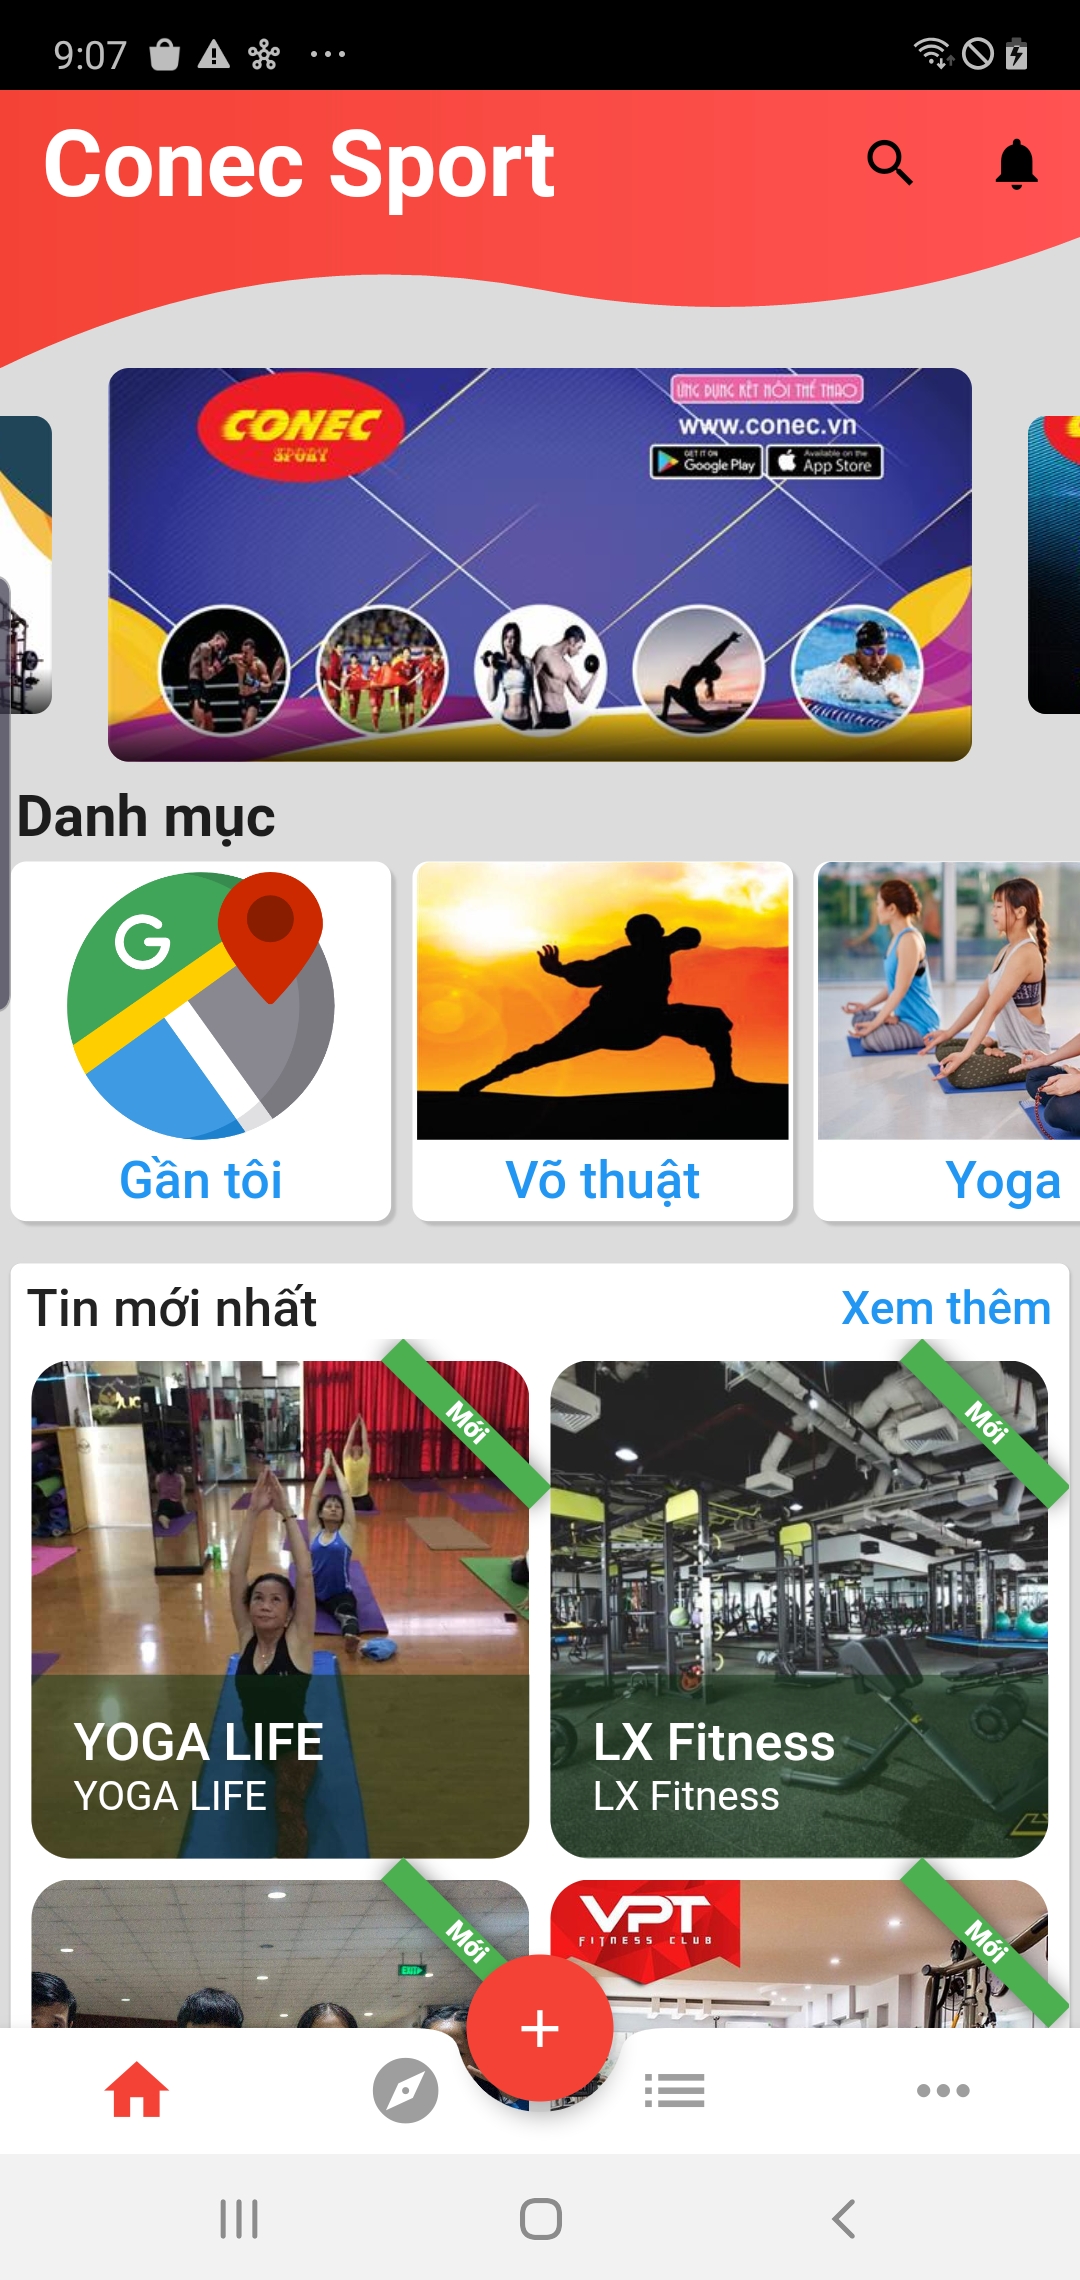 9:07
Conec Sport
CONEC
SPORT
ỨNG DỤNG KẾT NỐI THỂ THAO
www.conec.vn
GET IT ON
Google Play
Available on the
App Store
Danh mục
G
Gần tôi
Võ thuật
Yoga
Tin mới nhất
Xem thêm
Mới
Mới
YOGA LIFE
YOGA LIFE
LX Fitness
LX Fitness
Mới
VPT
FITNESS CLUB
Mới
EXIT